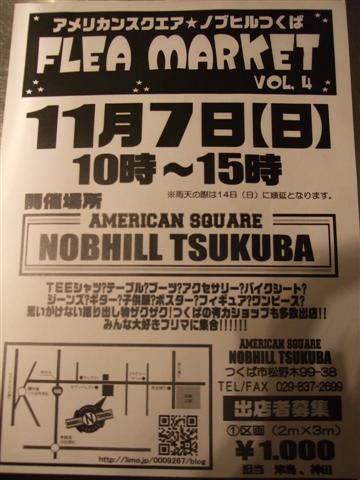 アメリカンスクエア★ノブヒルつくば
FLEA MARKET
VOL. 4
11月7日【日】
10時～15時
※雨天の際は14日（日）に順延となります。
開催場所
AMERICAN SQUARE
NOBHILL TSUKUBA
TEEシャツ?テーブル?ブーツ?アクセサリー?バイクシート?
ジーンズ?ギター?子供服?ポスター?フィギュア?ワンピース?
思いがけない掘り出し物ザクザク!つくばの有力ショップも多数出店!!
みんな大好きフリマに集合!!!!!!
AMERICAN SQUARE
NOBHILL TSUKUBA
つくば市松野木99-38
TEL/FAX 029-837-2699
出店者募集
①区画（2m×3m）
¥1.000
担当 津島、神田
NOBHILL
http://limo.jp/0009267/blog